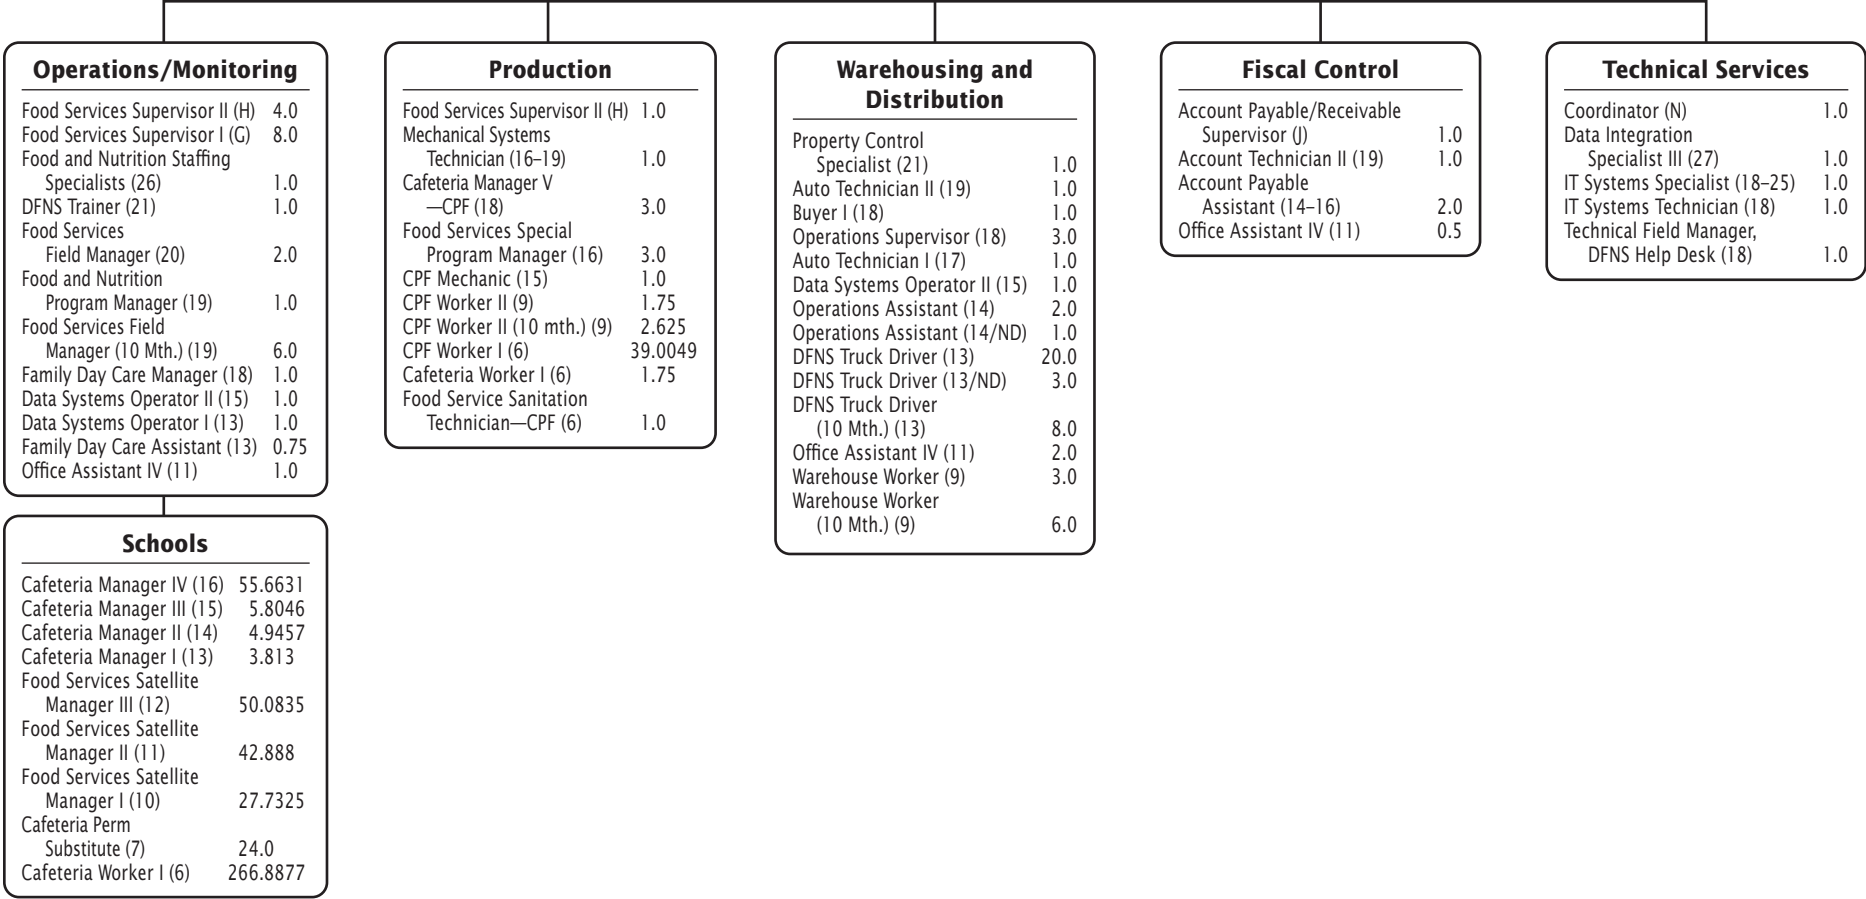 Operations/Monitoring
Food Services Supervisor II (H) 4.0
Food Services Supervisor I (G) 8.0
Food and Nutrition Staffing
Specialists (26) 1.0
DFNS Trainer (21) 1.0
Food Services
Field Manager (20) 2.0
Food and Nutrition
Program Manager (19) 1.0
Food Services Field
Manager (10 Mth.) (19) 6.0
Family Day Care Manager (18) 1.0
Data Systems Operator II (15) 1.0
Data Systems Operator I (13) 1.0
Family Day Care Assistant (13) 0.75
Office Assistant IV (11) 1.0
Schools
Cafeteria Manager IV (16) 55.6631
Cafeteria Manager III (15) 5.8046
Cafeteria Manager II (14) 4.9457
Cafeteria Manager I (13) 3.813
Food Services Satellite
Manager III (12) 50.0835
Food Services Satellite
Manager II (11) 42.888
Food Services Satellite
Manager I (10) 27.7325
Cafeteria Perm
Substitute (7) 24.0
Cafeteria Worker I (6) 266.8877
Production
Food Services Supervisor II (H) 1.0
Mechanical Systems
Technician (16–19) 1.0
Cafeteria Manager V
—CPF (18) 3.0
Food Services Special
Program Manager (16) 3.0
CPF Mechanic (15) 1.0
CPF Worker II (9) 1.75
CPF Worker II (10 mth.) (9) 2.625
CPF Worker I (6) 39.0049
Cafeteria Worker I (6) 1.75
Food Service Sanitation
Technician—CPF (6) 1.0
Warehousing and
Distribution
Property Control
Specialist (21) 1.0
Auto Technician II (19) 1.0
Buyer I (18) 1.0
Operations Supervisor (18) 3.0
Auto Technician I (17) 1.0
Data Systems Operator II (15) 1.0
Operations Assistant (14) 2.0
Operations Assistant (14/ND) 1.0
DFNS Truck Driver (13) 20.0
DFNS Truck Driver (13/ND) 3.0
DFNS Truck Driver
(10 Mth.) (13) 8.0
Office Assistant IV (11) 2.0
Warehouse Worker (9) 3.0
Warehouse Worker
(10 Mth.) (9) 6.0
Fiscal Control
Account Payable/Receivable
Supervisor (J) 1.0
Account Technician II (19) 1.0
Account Payable
Assistant (14–16) 2.0
Office Assistant IV (11) 0.5
Technical Services
Coordinator (N) 1.0
Data Integration
Specialist III (27) 1.0
IT Systems Specialist (18–25) 1.0
IT Systems Technician (18) 1.0
Technical Field Manager,
DFNS Help Desk (18) 1.0